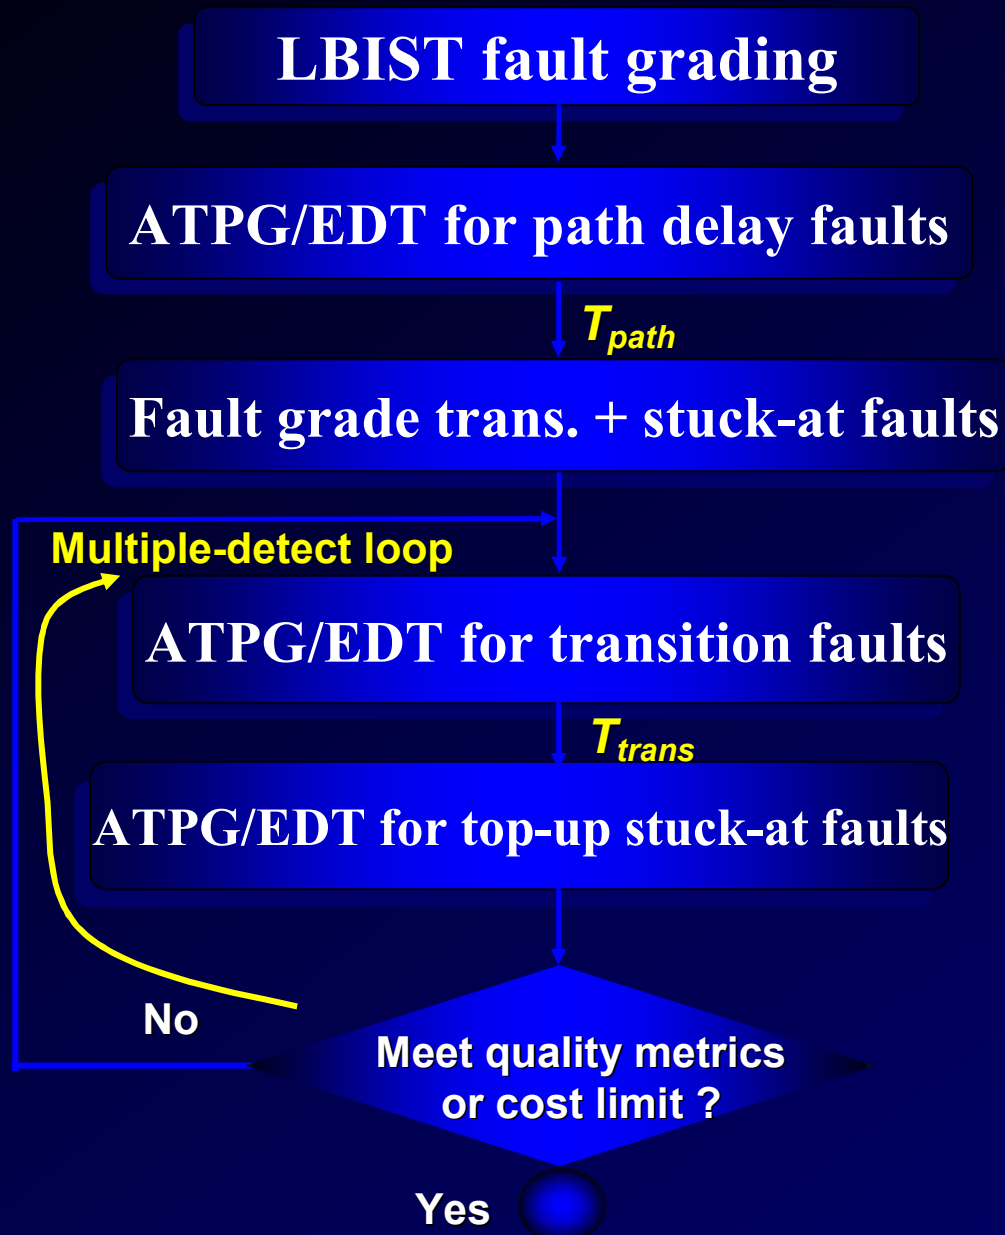 LBIST fault grading
ATPG/EDT for path delay faults
T_path
Fault grade trans. + stuck-at faults
Multiple-detect loop
ATPG/EDT for transition faults
T_trans
ATPG/EDT for top-up stuck-at faults
No
Meet quality metrics
or cost limit ?
Yes